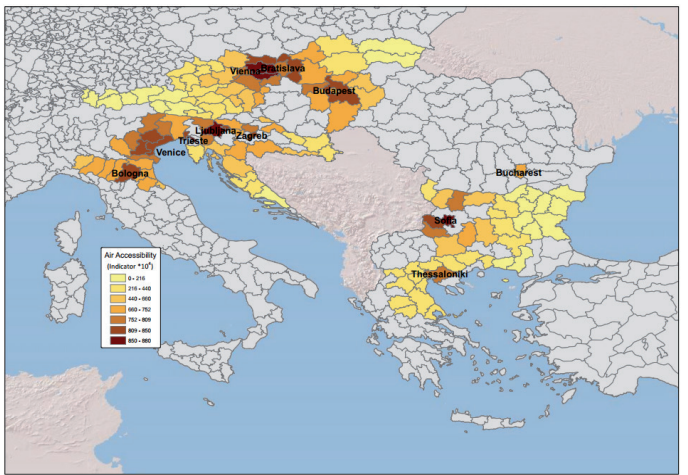 Vienna Bratislava
Budapest
Ljubljana
Zagreb
Trieste
Venice
Bologna
Bucharest
Sofia
Thessaloniki
Air Accessibility
(Indicator *10⁶)
0 - 216
216 - 440
440 - 660
660 - 752
752 - 809
809 - 850
850 - 860